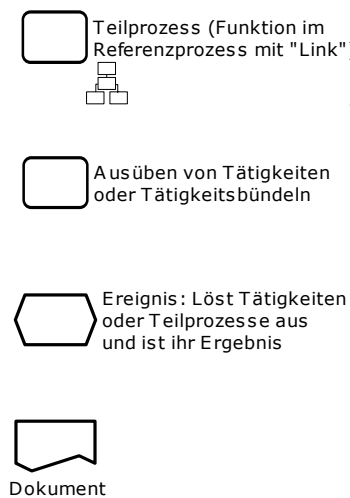 Teilprozess (Funktion im
Referenzprozess mit "Link")
Ausüben von Tätigkeiten
oder Tätigkeitsbündeln
Ereignis: Löst Tätigkeiten
oder Teilprozesse aus
und ist ihr Ergebnis
Dokument